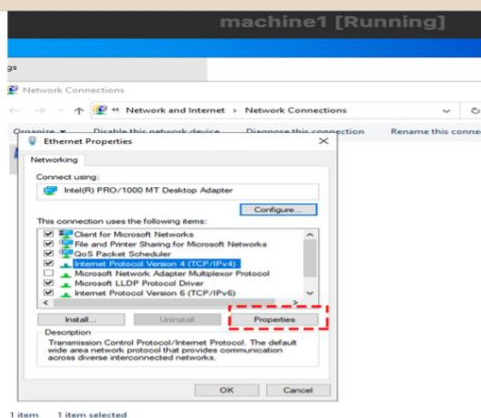 machine1 [Running]
gs
Network Connections
« Network and Internet > Network Connections
Organize Disable this network device Diagnose this connection Rename this conne
Ethernet Properties
Networking
Connect using:
Intel(R) PRO/1000 MT Desktop Adapter
Configure...
This connection uses the following items:
Client for Microsoft Networks
File and Printer Sharing for Microsoft Networks
QoS Packet Scheduler
Internet Protocol Version 4 (TCP/IPv4)
Microsoft Network Adapter Multiplexor Protocol
Microsoft LLDP Protocol Driver
Internet Protocol Version 6 (TCP/IPv6)
Install... Uninstall Properties
Description
Transmission Control Protocol/Internet Protocol. The default
wide area network protocol that provides communication
across diverse interconnected networks.
OK Cancel
1 item 1 item selected